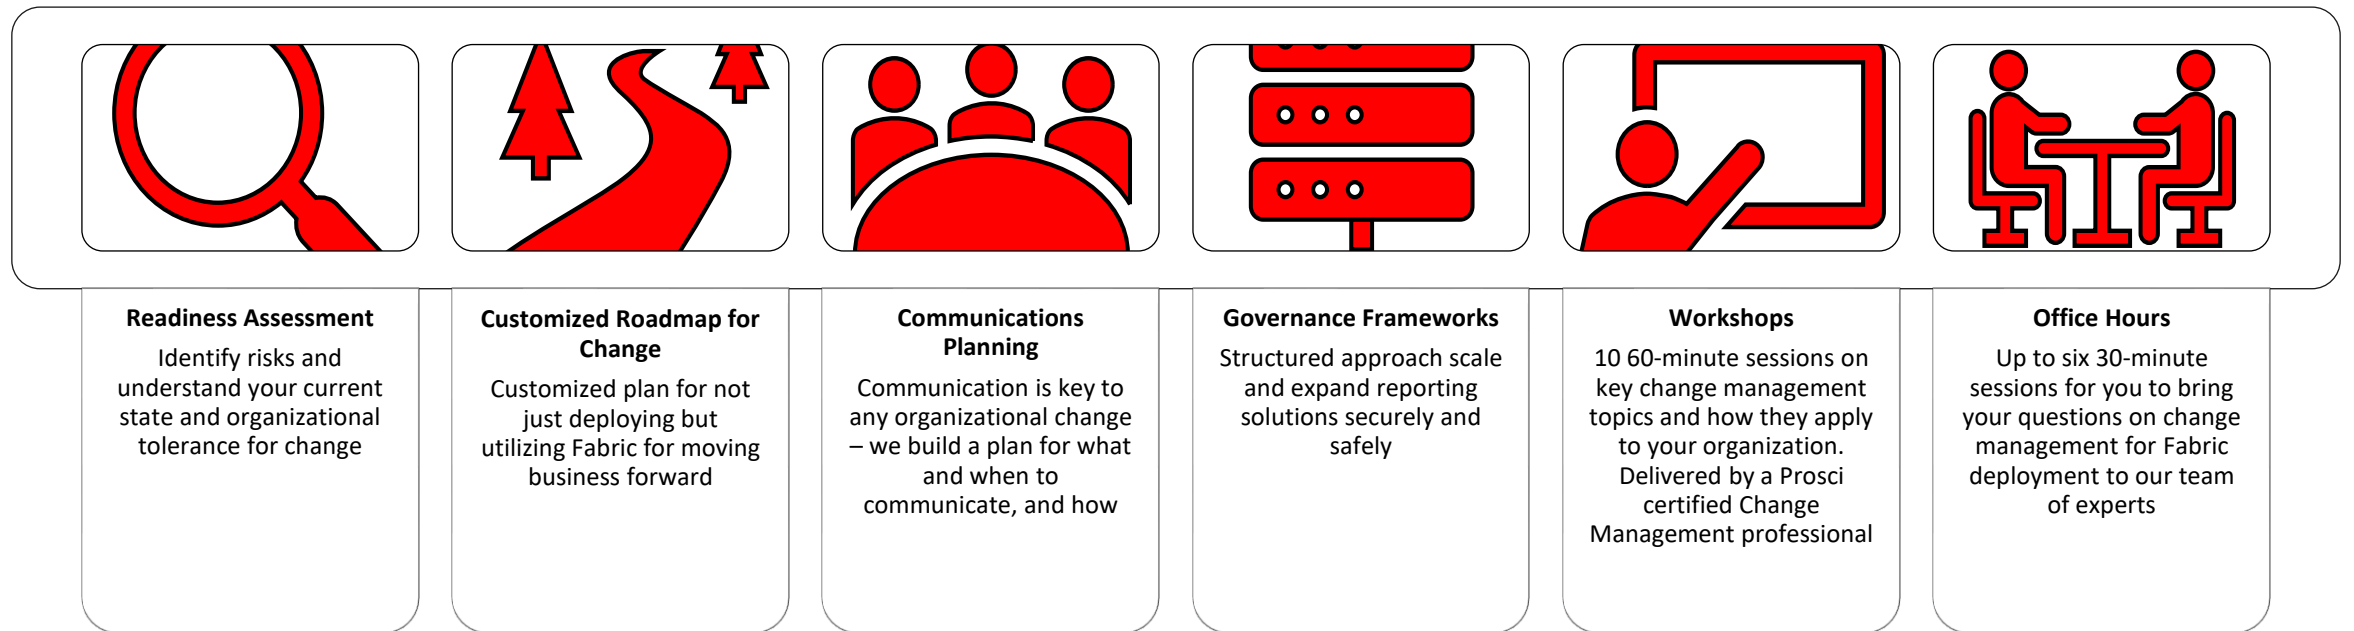 Readiness Assessment
Identify risks and
understand your current
state and organizational
tolerance for change
Customized Roadmap for
Change
Customized plan for not
just deploying but
utilizing Fabric for moving
business forward
Communications
Planning
Communication is key to
any organizational change
– we build a plan for what
and when to
communicate, and how
Governance Frameworks
Structured approach scale
and expand reporting
solutions securely and
safely
Workshops
10 60-minute sessions on
key change management
topics and how they apply
to your organization.
Delivered by a Prosci
certified Change
Management professional
Office Hours
Up to six 30-minute
sessions for you to bring
your questions on change
management for Fabric
deployment to our team
of experts